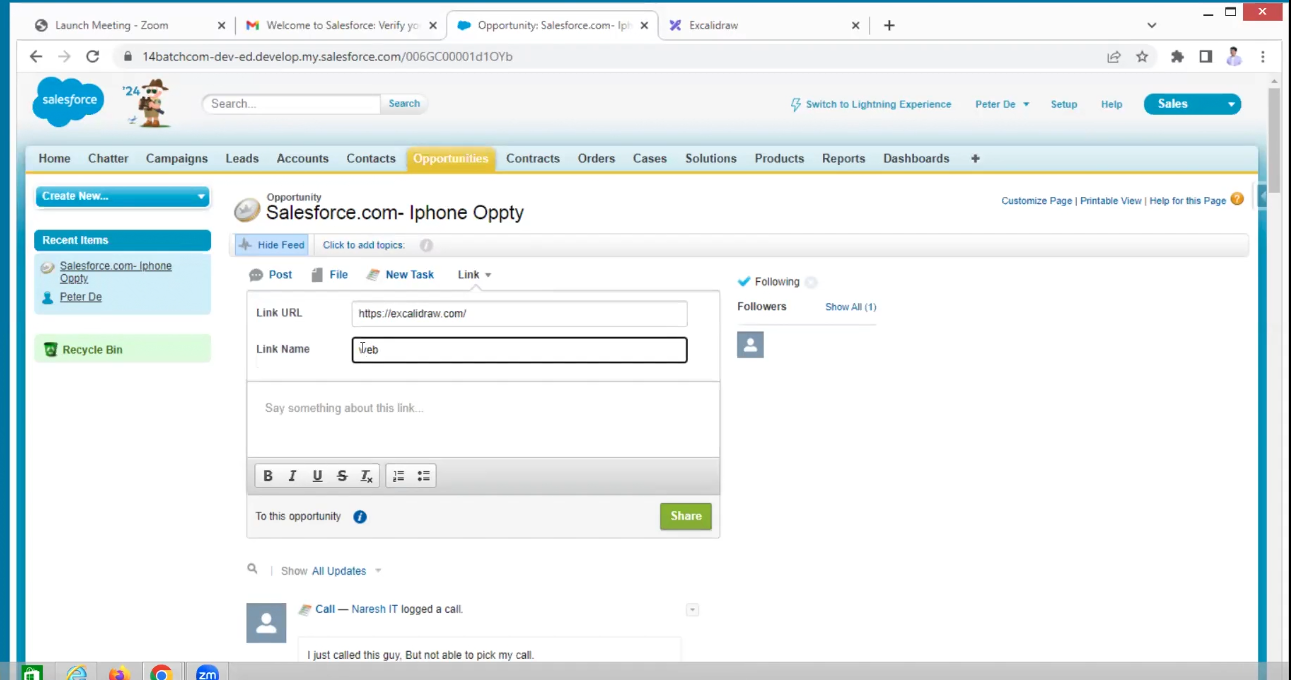 Launch Meeting - Zoom
Welcome to Salesforce: Verify yo
Opportunity: Salesforce.com- Iph
Excalidraw
14batchcom-dev-ed.develop.my.salesforce.com/006GC00001d1OYb
salesforce
'24
Search...
Search
Switch to Lightning Experience
Peter De
Setup
Help
Sales
Home
Chatter
Campaigns
Leads
Accounts
Contacts
Opportunities
Contracts
Orders
Cases
Solutions
Products
Reports
Dashboards
Create New...
Recent Items
Salesforce.com- Iphone
Oppty
Peter De
Recycle Bin
Opportunity
Salesforce.com- Iphone Oppty
Customize Page | Printable View | Help for this Page
Hide Feed
Click to add topics:
Post
File
New Task
Link
Link URL
https://excalidraw.com/
Link Name
web
Say something about this link...
B I U S Tx
To this opportunity
Share
Following
Followers
Show All (1)
Show All Updates
Call — Naresh IT logged a call.
I just called this guy, But not able to pick my call.
zm